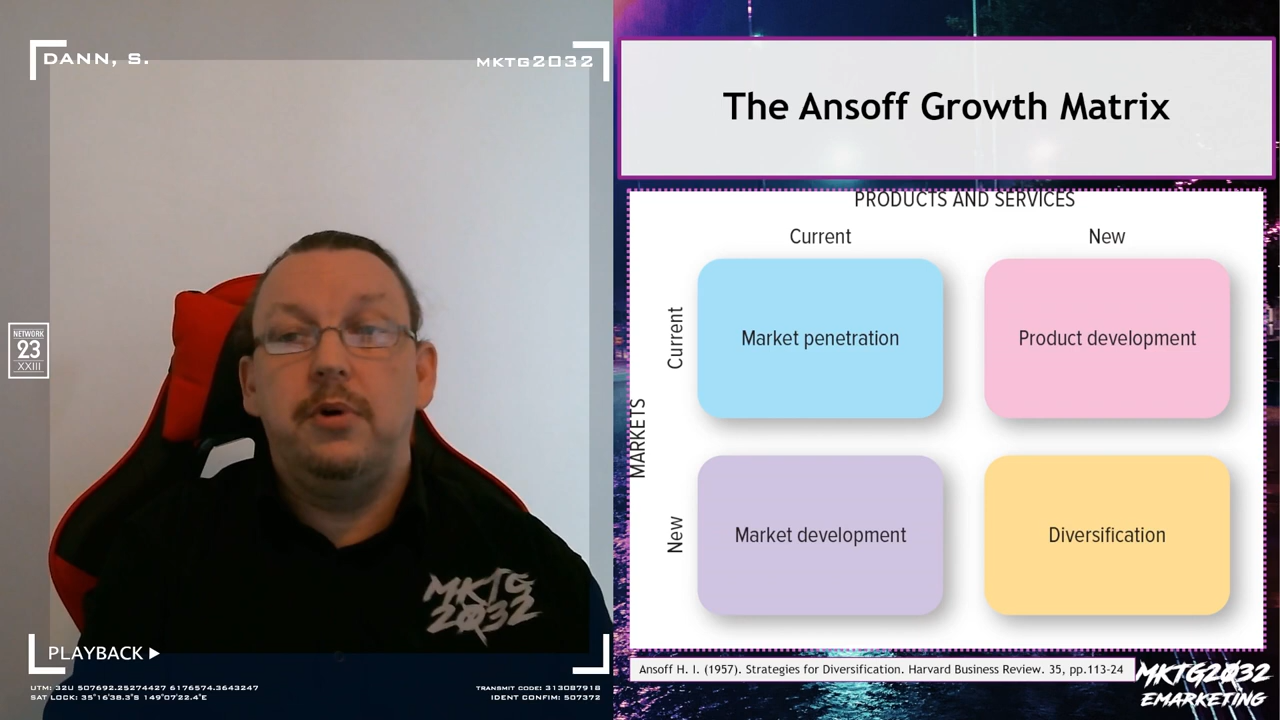 DANN, S.
MKTG2032
NETWORK
23
XXIII
PLAYBACK
UTM: 32U 507692.25274427 6176574.3643247
SAT LOCK: 35°16'38.3"S 149°07'22.4"E
TRANSMIT CODE: 313087918
IDENT CONFIM: 507372
MKTG
2032
The Ansoff Growth Matrix
PRODUCTS AND SERVICES
Current
New
MARKETS
Current
Market penetration
Product development
New
Market development
Diversification
Ansoff H. I. (1957). Strategies for Diversification. Harvard Business Review. 35, pp.113-24
MKTG2032
EMARKETING